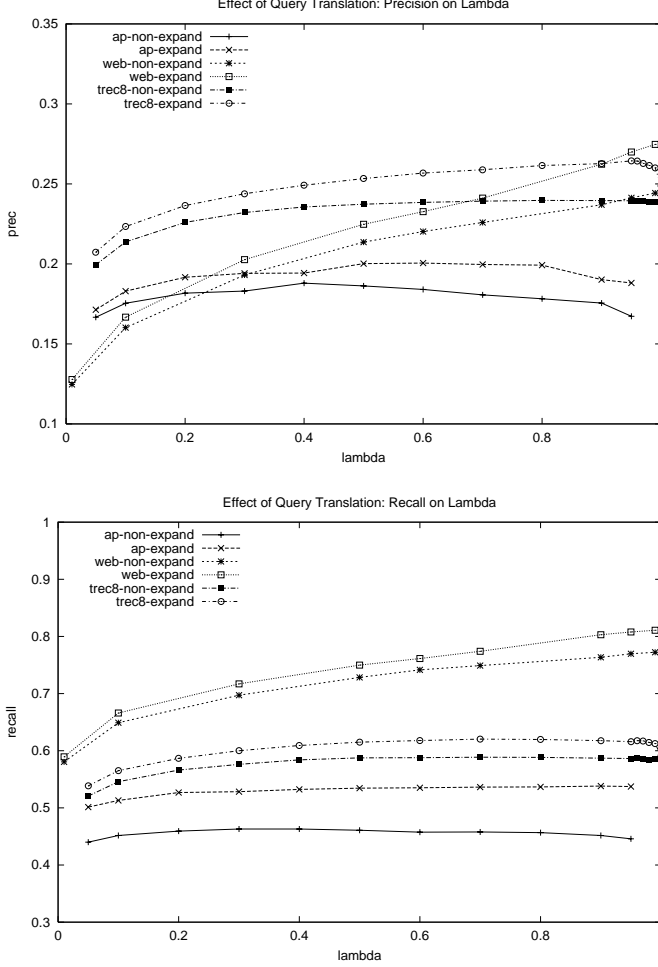 Effect of Query Translation: Precision on Lambda
0.35
ap-non-expand
ap-expand
web-non-expand
web-expand
trec8-non-expand
trec8-expand
0.3
0.25
prec
0.2
0.15
0.1
0 0.2 0.4 0.6 0.8
lambda
Effect of Query Translation: Recall on Lambda
1
ap-non-expand
ap-expand
web-non-expand
web-expand
trec8-non-expand
trec8-expand
0.9
0.8
0.7
recall
0.6
0.5
0.4
0.3
0 0.2 0.4 0.6 0.8
lambda